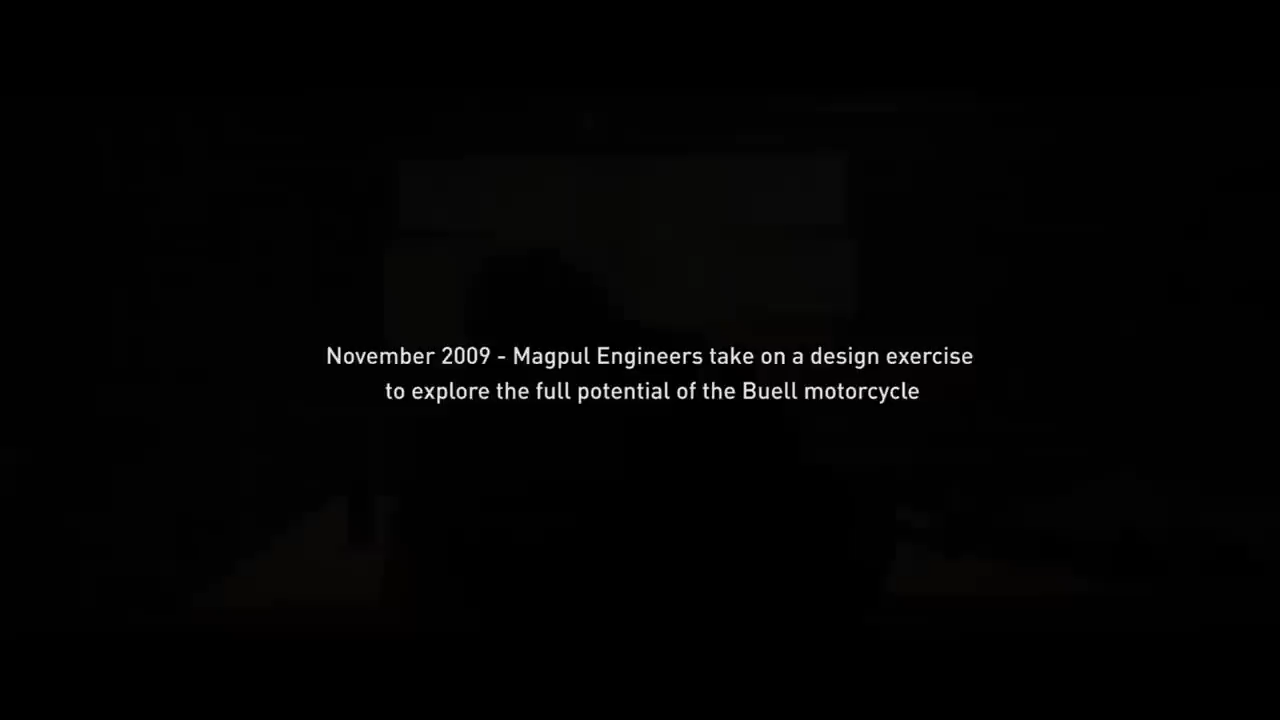 November 2009 - Magpul Engineers take on a design exercise
to explore the full potential of the Buell motorcycle